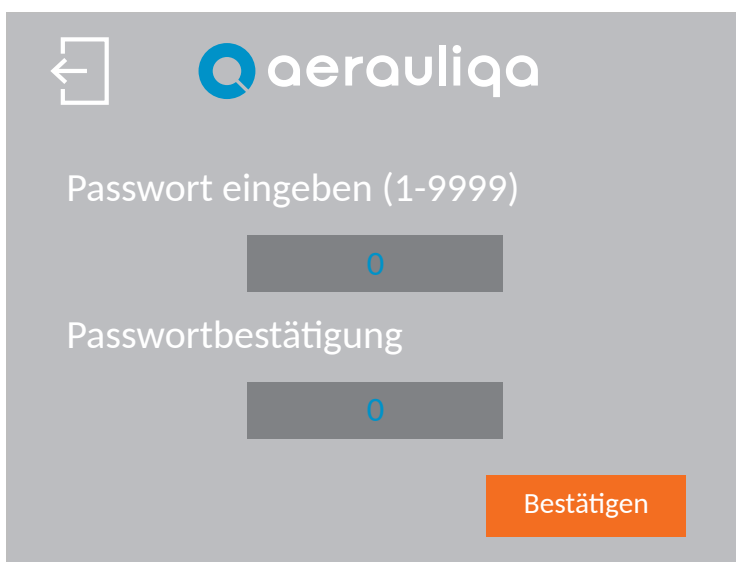 aerauliqa
Passwort eingeben (1-9999)
0
Passwortbestätigung
0
Bestätigen